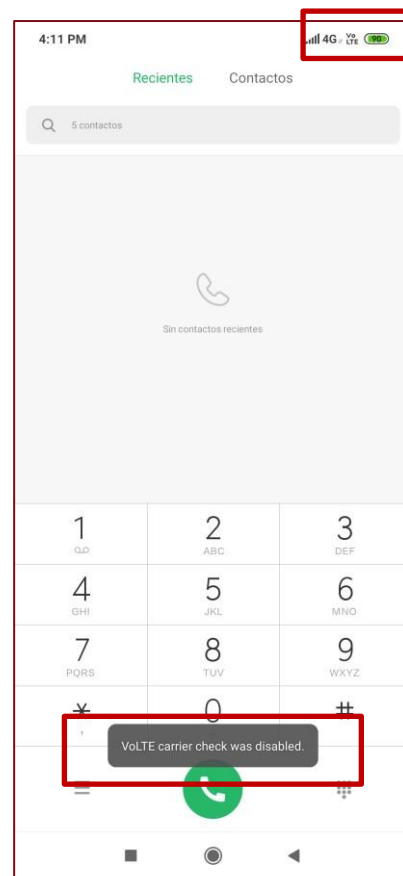 4:11 PM 4G Vo LTE 90
Recientes Contactos
5 contactos
Sin contactos recientes
1 2 3
ABC DEF
4 5 6
GHI JKL MNO
7 8 9
PQRS TUV WXYZ
* 0 #
,
VoLTE carrier check was disabled.